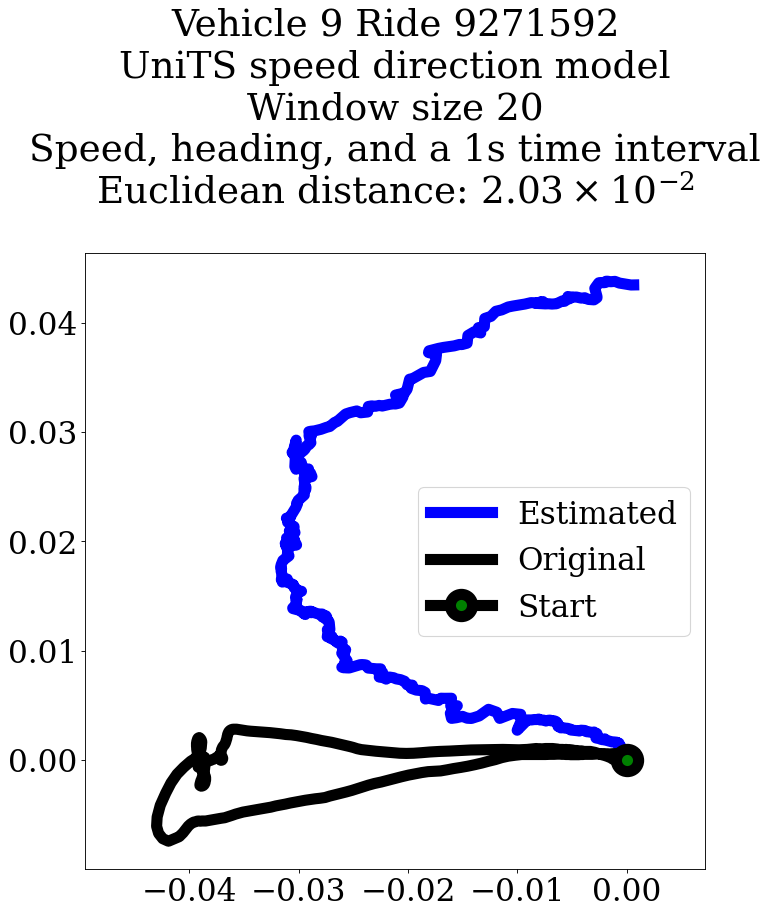 Vehicle 9 Ride 9271592
UniTS speed direction model
Window size 20
Speed, heading, and a 1s time interval
Euclidean distance: 2.03 × 10⁻²
0.04
0.03
0.02
0.01
0.00
Estimated
Original
Start
−0.04
−0.03
−0.02
−0.01
0.00